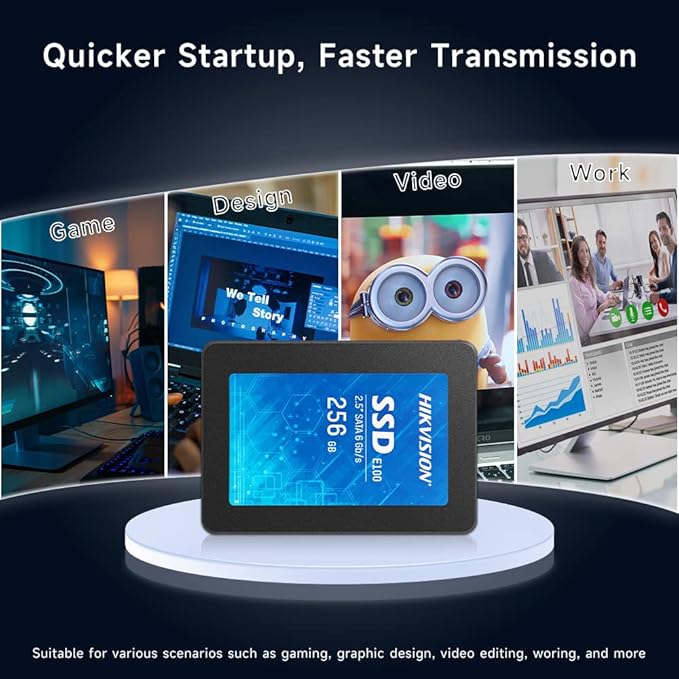 Quicker Startup, Faster Transmission
Game
Design
Video
Work
We Tell
Story
PHOTOGRAPHY
HIKVISION
SSD E100
2.5" SATA 6 Gb/s
256 GB
Suitable for various scenarios such as gaming, graphic design, video editing, woring, and more